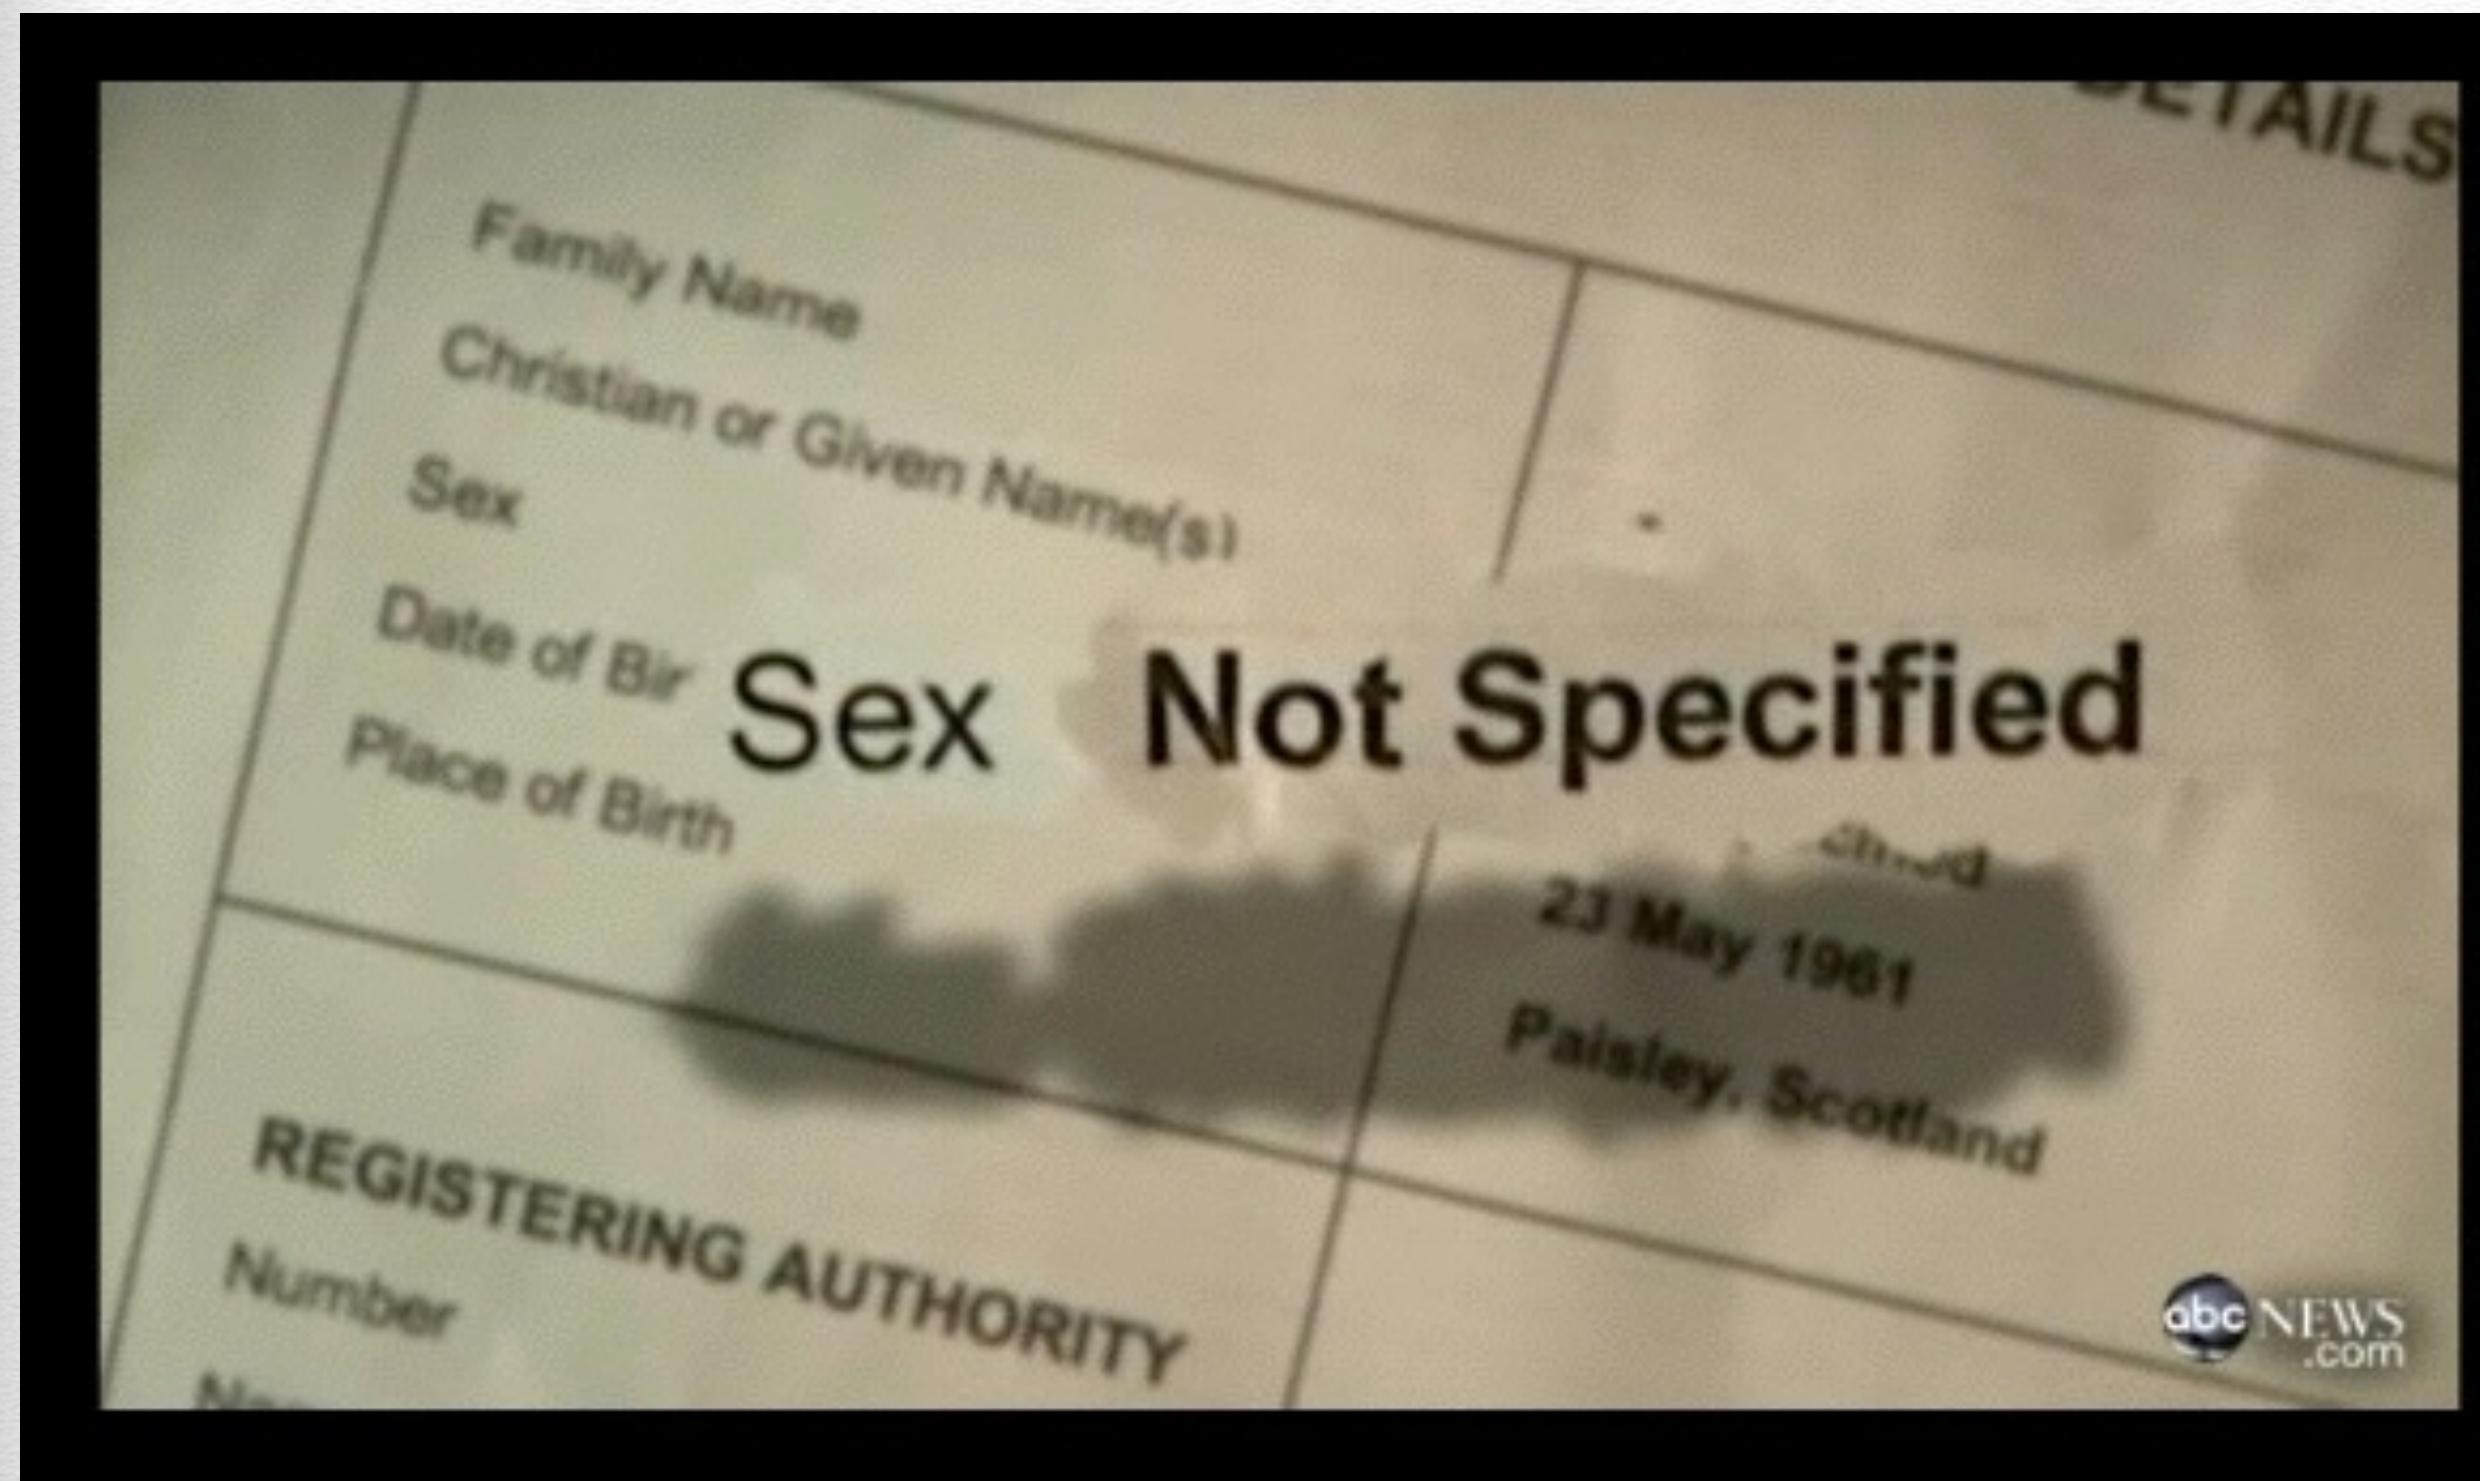 DETAILS
Family Name
Christian or Given Name(s)
Sex
Date of Bir
Sex Not Specified
Place of Birth
23 May 1961
Paisley, Scotland
REGISTERING AUTHORITY
Number
abc NEWS
.com